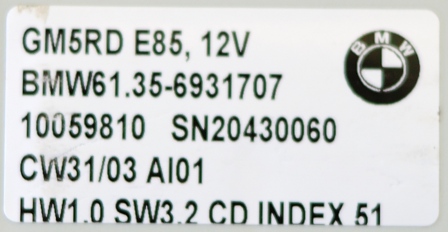 GM5RD E85, 12V
BMW
BMW61.35-6931707
10059810 SN20430060
CW31/03 AI01
HW1.0 SW3.2 CD INDEX 51